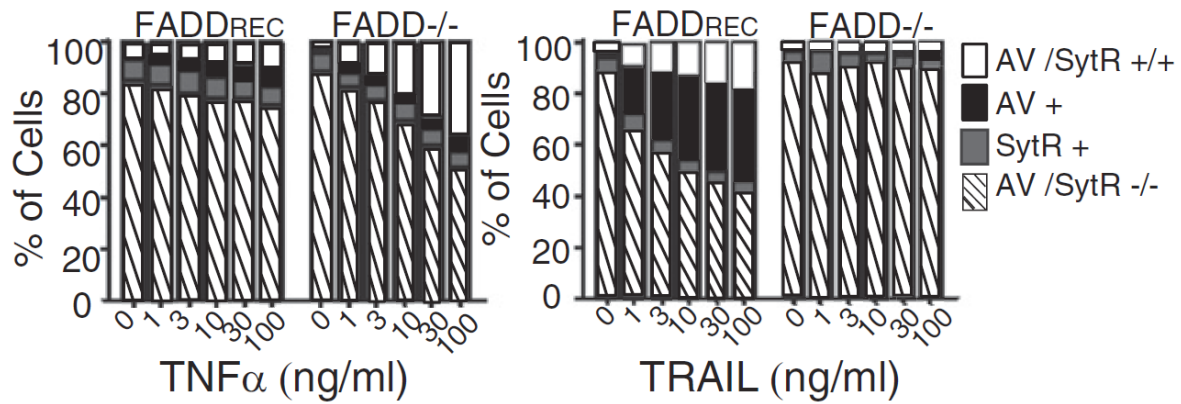 FADDREC FADD-/- FADDREC FADD-/-
% of Cells
100
80
60
40
20
0
0 1 3 10 30 100 0 1 3 10 30 100
TNFα (ng/ml)
% of Cells
100
80
60
40
20
0
0 1 3 10 30 100 0 1 3 10 30 100
TRAIL (ng/ml)
AV /SytR +/+
AV +
SytR +
AV /SytR -/-